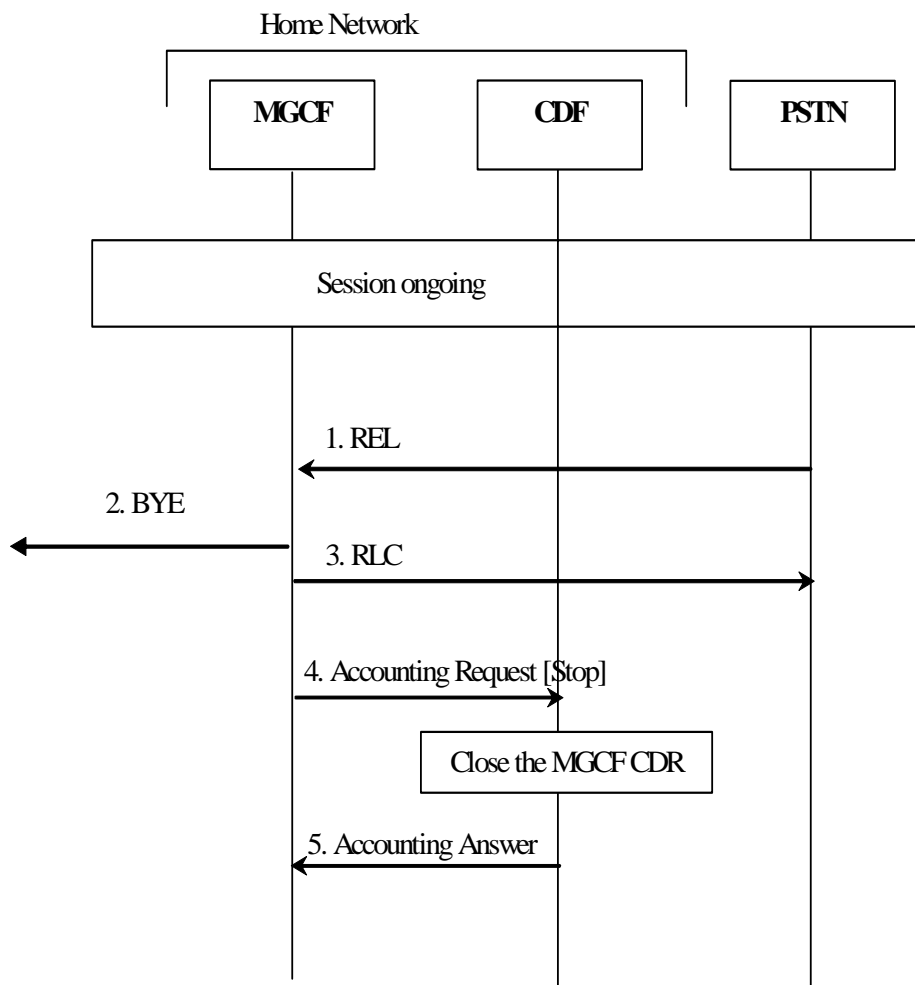 Home Network
MGCF
CDF
PSTN
Session ongoing
1. REL
2. BYE
3. RLC
4. Accounting Request [Stop]
Close the MGCF CDR
5. Accounting Answer